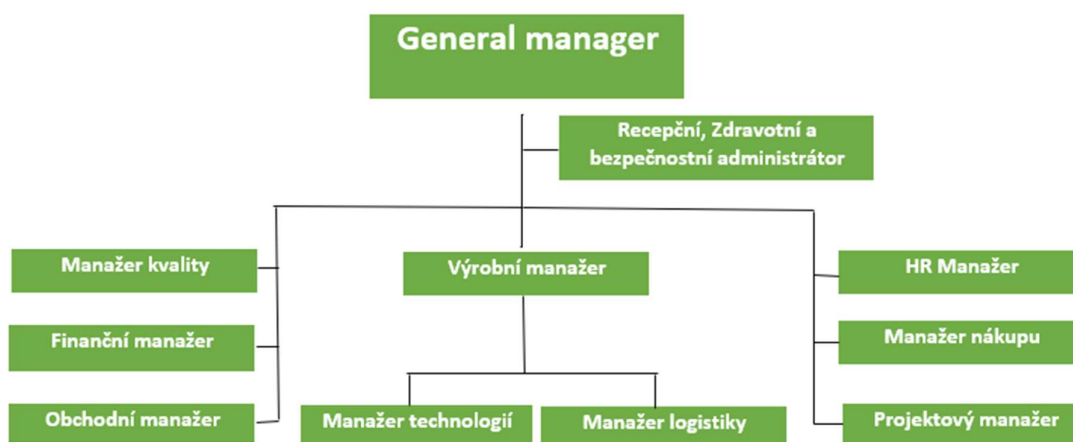 General manager
Recepční, Zdravotní a
bezpečnostní administrátor
Manažer kvality
Výrobní manažer
HR Manažer
Finanční manažer
Manažer nákupu
Obchodní manažer
Manažer technologií
Manažer logistiky
Projektový manažer